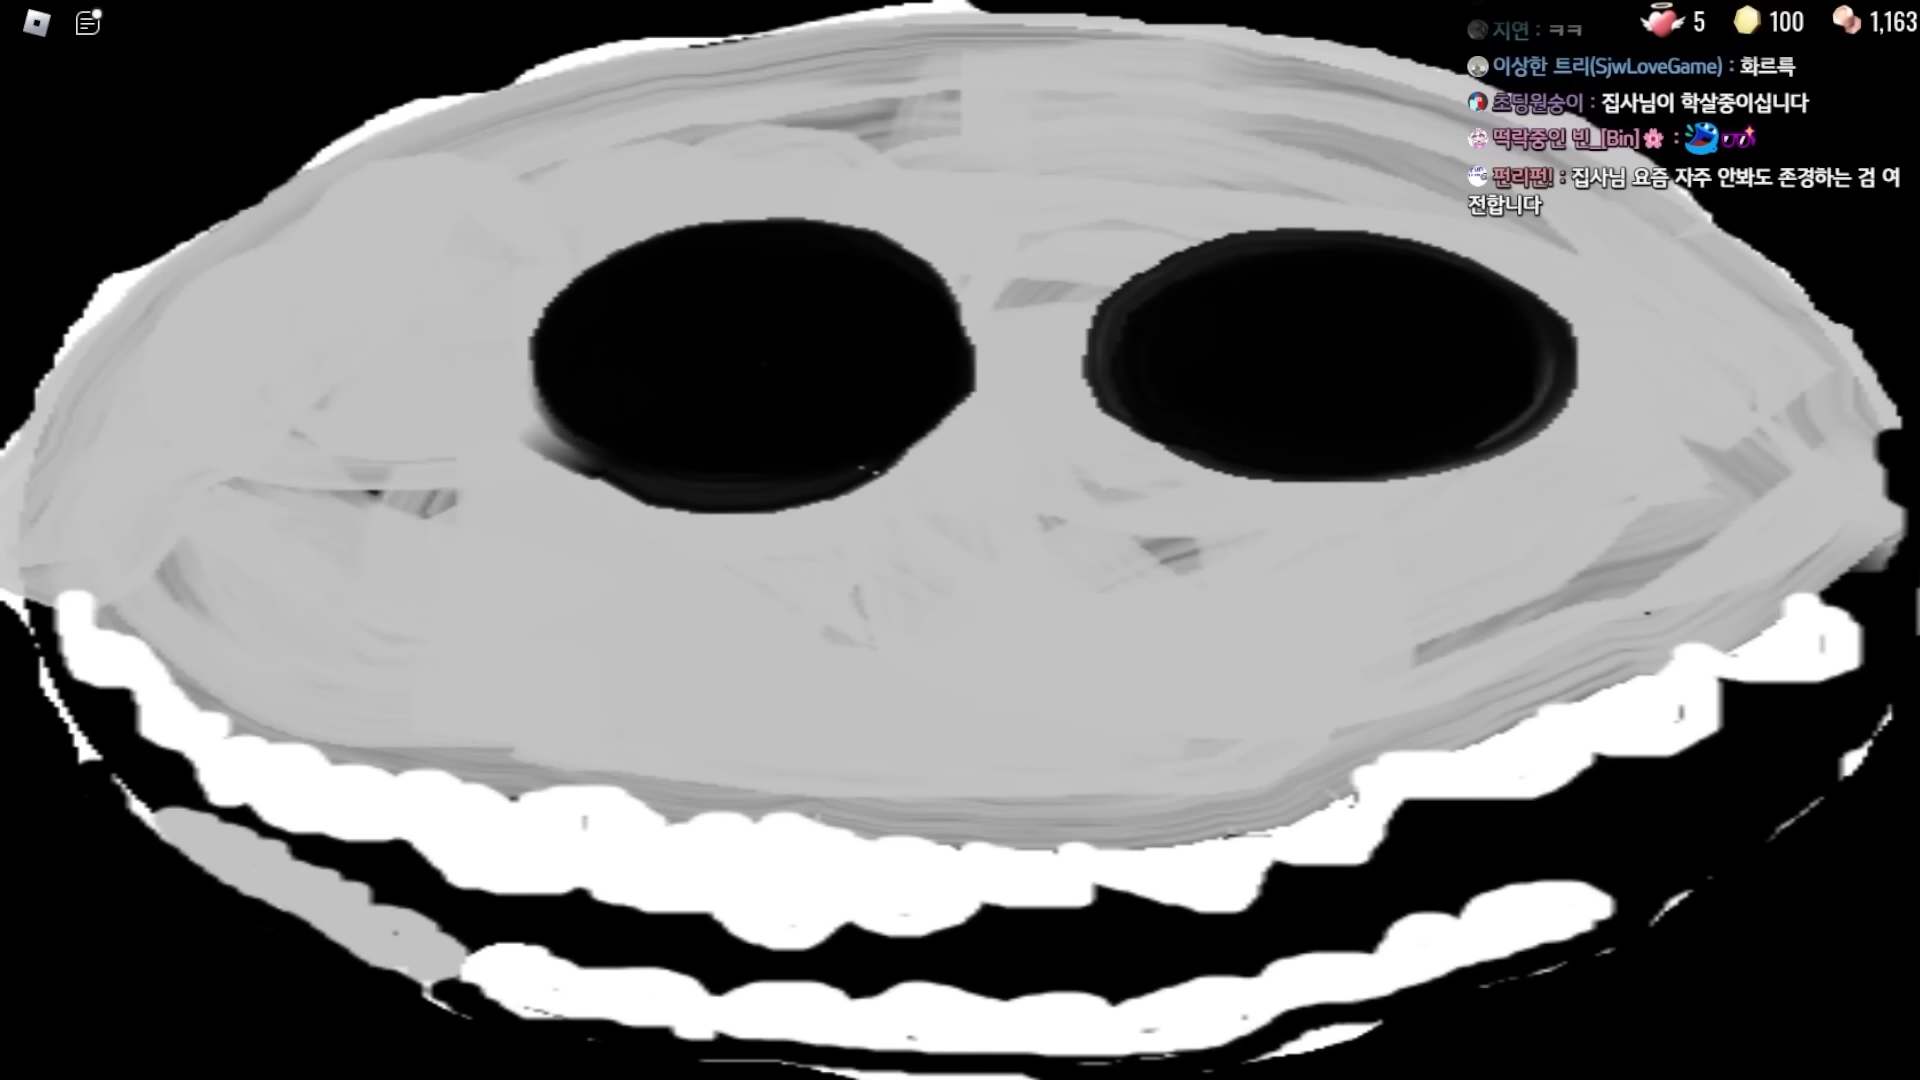 5 100 1,163
지연 : ㅋㅋ
이상한 트리(SjwLoveGame) : 화르륵
초딩원숭이 : 집사님이 학살중이십니다
떡락중인 빈_[Bin]🌸 :
펀리펀! : 집사님 요즘 자주 안봐도 존경하는 검 여
전합니다